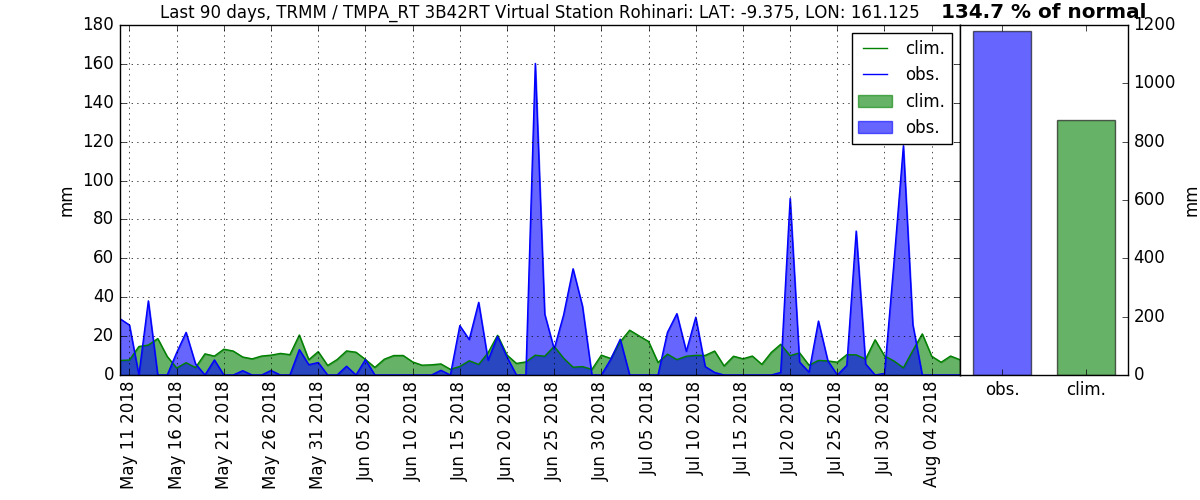 Last 90 days, TRMM / TMPA_RT 3B42RT Virtual Station Rohinari: LAT: -9.375, LON: 161.125
134.7 % of normal
180
160
140
120
100
80
60
40
20
0
mm
clim.
obs.
clim.
obs.
May 11 2018
May 16 2018
May 21 2018
May 26 2018
May 31 2018
Jun 05 2018
Jun 10 2018
Jun 15 2018
Jun 20 2018
Jun 25 2018
Jun 30 2018
Jul 05 2018
Jul 10 2018
Jul 15 2018
Jul 20 2018
Jul 25 2018
Jul 30 2018
Aug 04 2018
obs.
clim.
1200
1000
800
600
400
200
0
mm